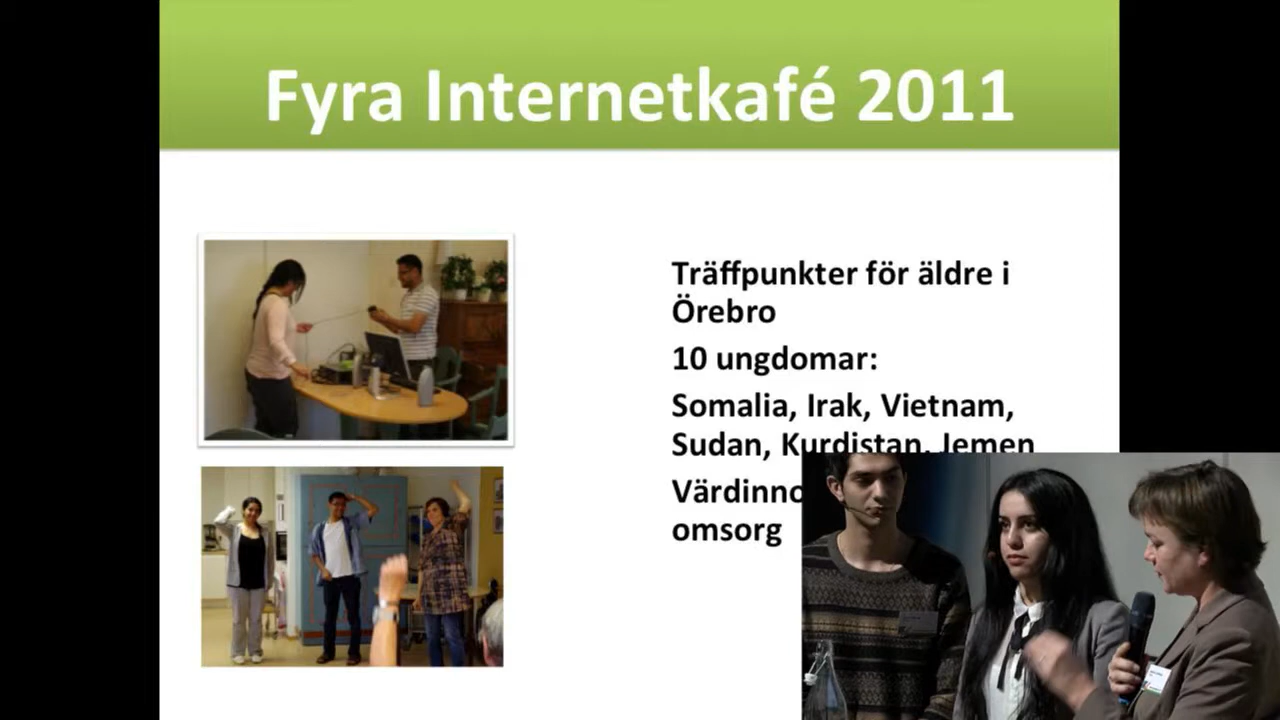 Fyra Internetkafé 2011
Träffpunkter för äldre i
Örebro
10 ungdomar:
Somalia, Irak, Vietnam,
Sudan, Kurdistan, Jemen
omsorg